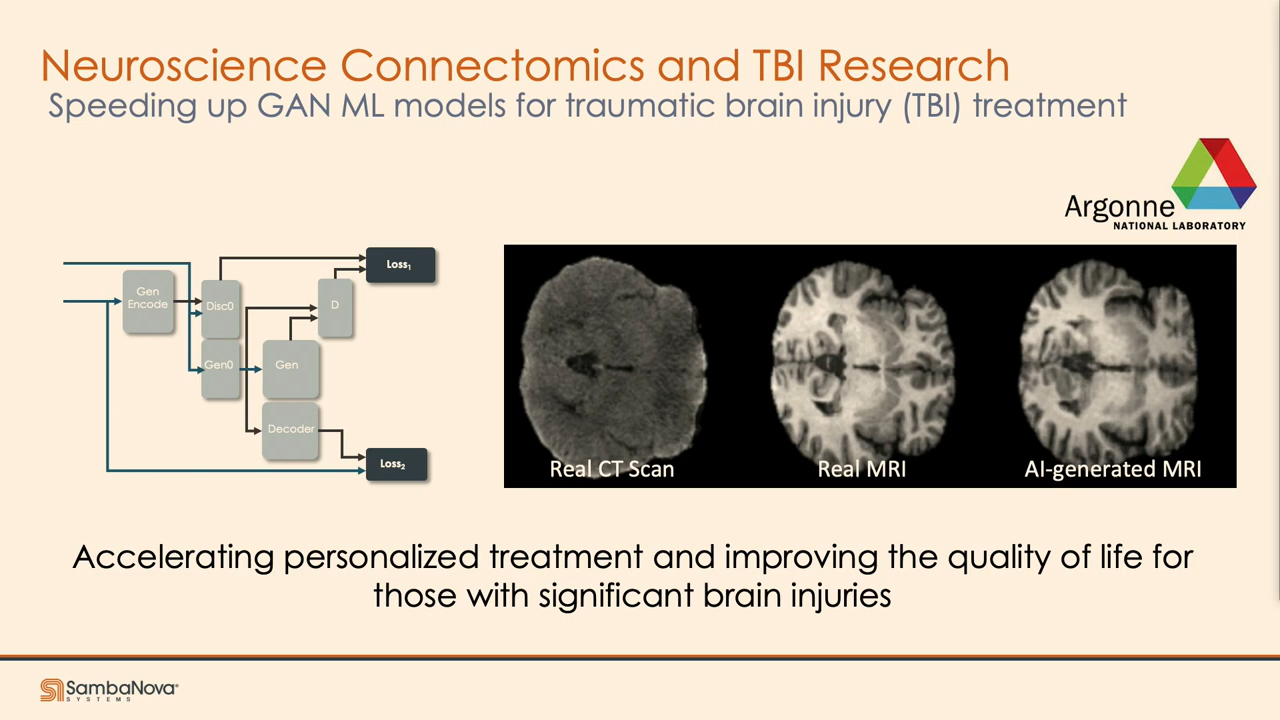 Neuroscience Connectomics and TBI Research
Speeding up GAN ML models for traumatic brain injury (TBI) treatment
Argonne
NATIONAL LABORATORY
Loss₁
Gen
Encode
Disc0
D
Gen0
Gen
Decoder
Loss₂
Real CT Scan
Real MRI
AI-generated MRI
Accelerating personalized treatment and improving the quality of life for
those with significant brain injuries
SambaNova®
SYSTEMS